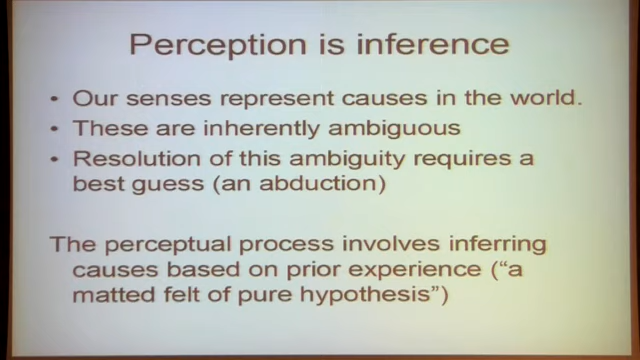 Perception is inference
• Our senses represent causes in the world.
• These are inherently ambiguous
• Resolution of this ambiguity requires a
best guess (an abduction)
The perceptual process involves inferring
causes based on prior experience (“a
matted felt of pure hypothesis”)